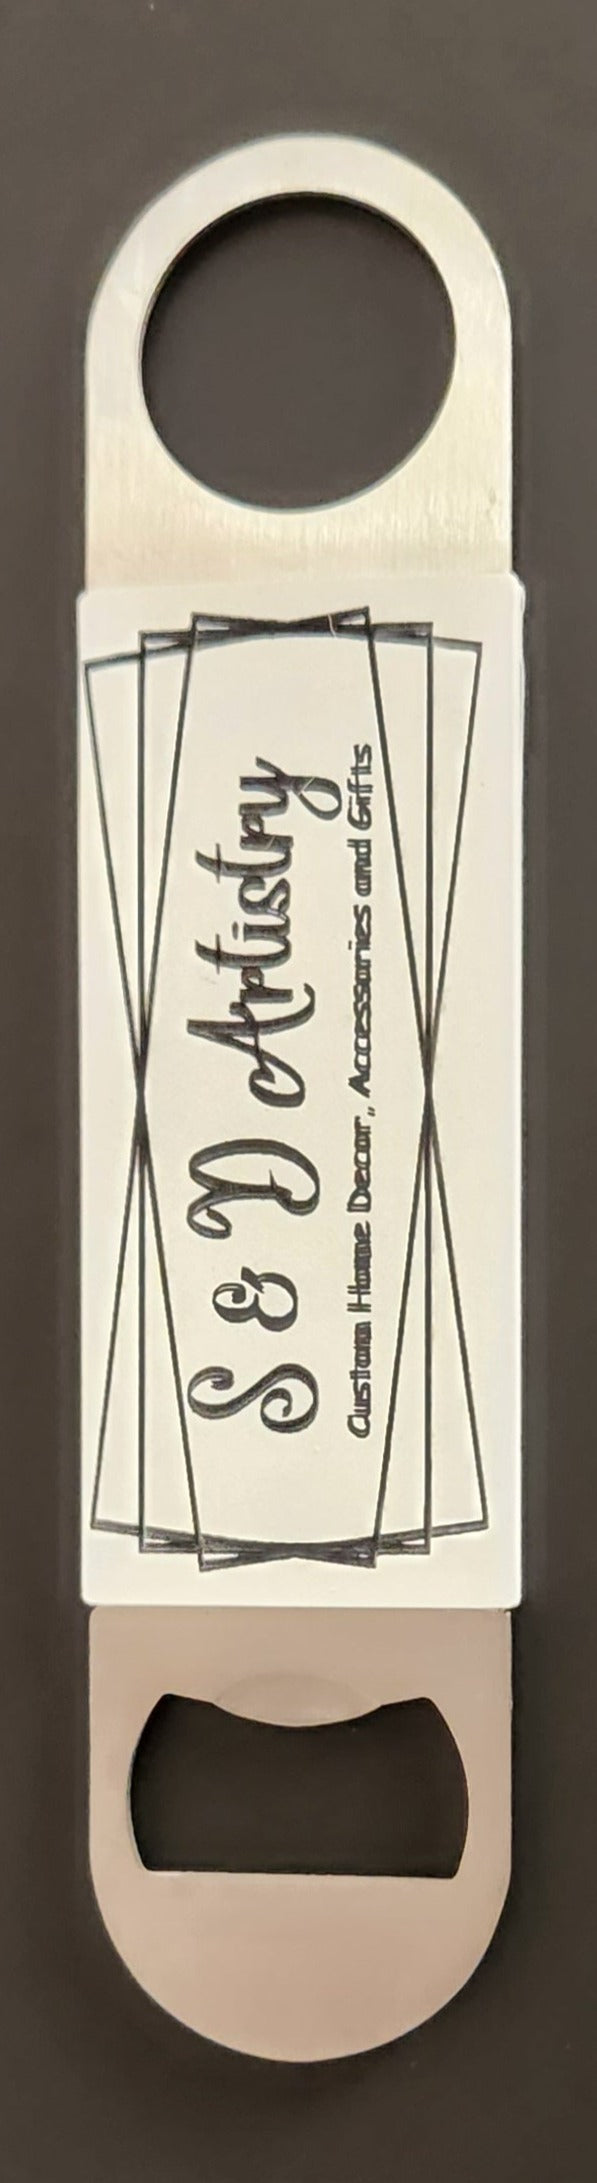 S & D Artistry
Custom Home Decor,, Accessories and Gifts